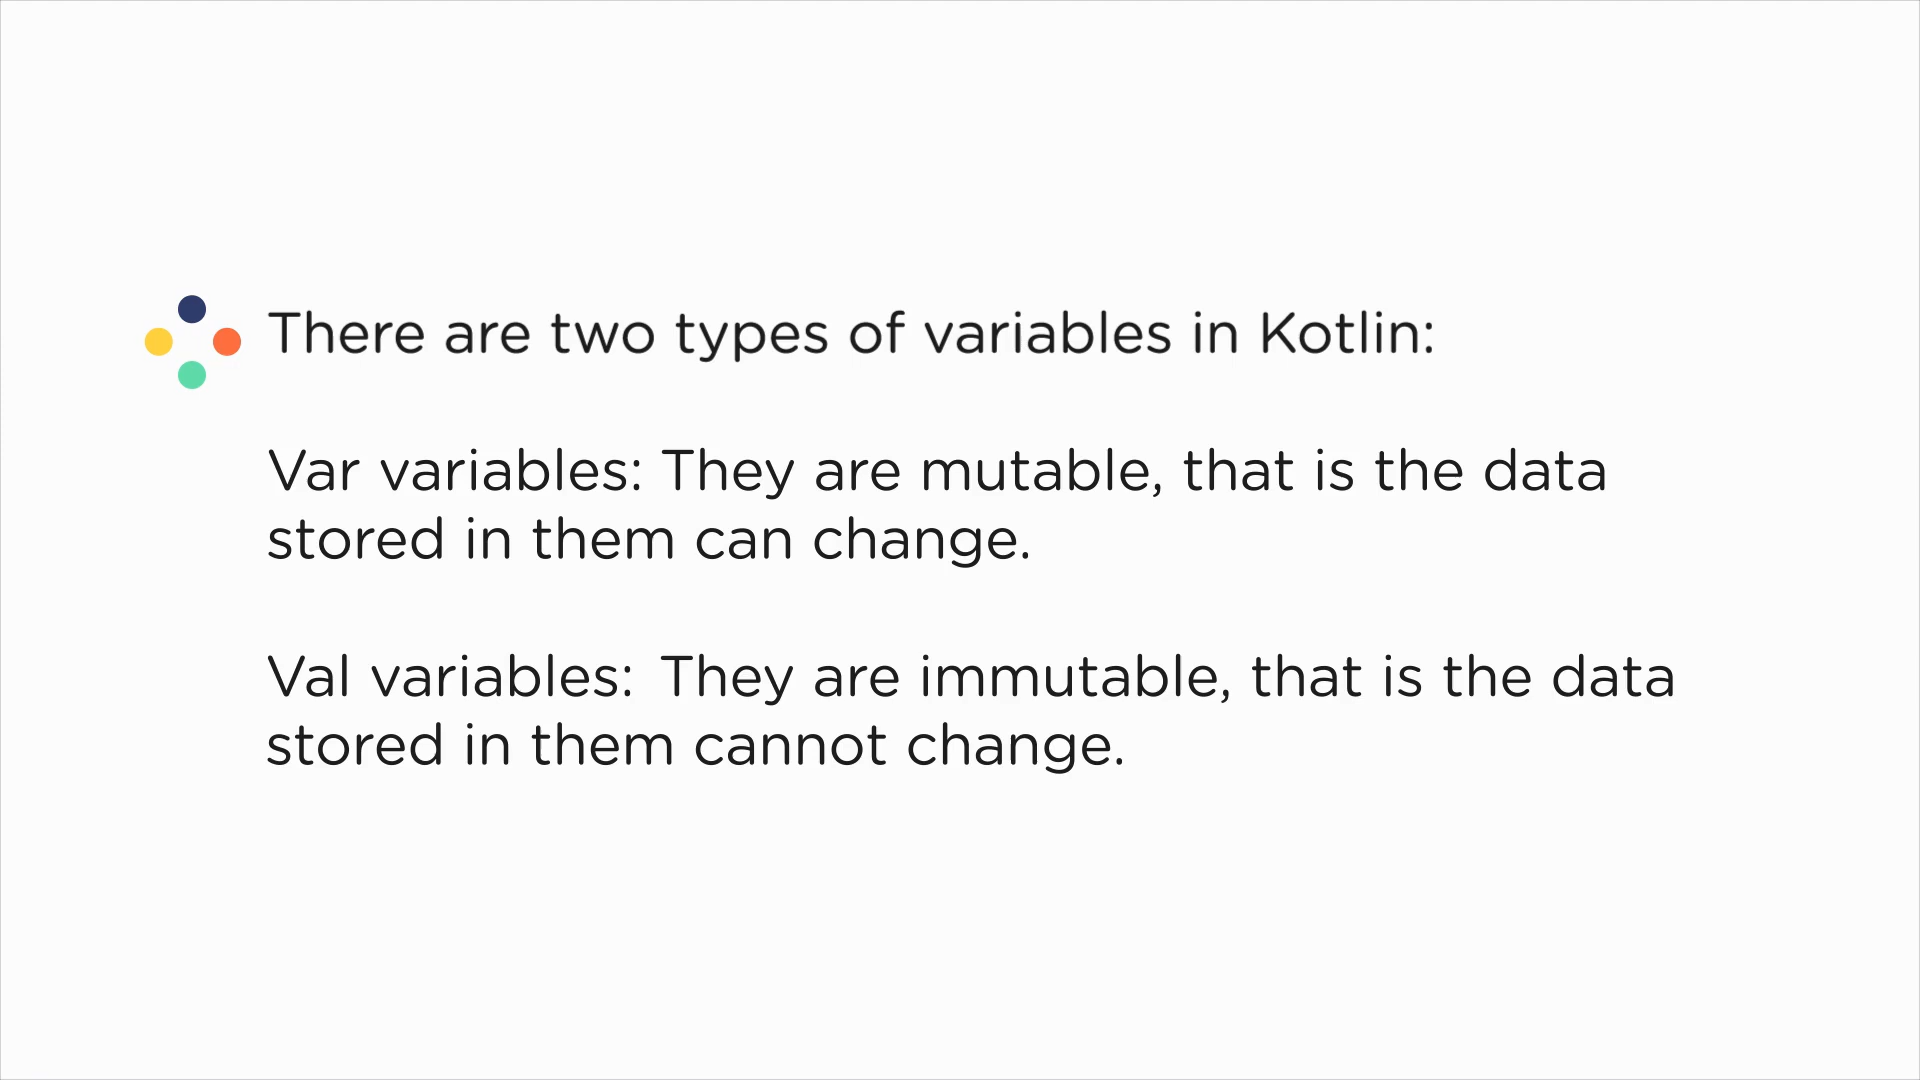 There are two types of variables in Kotlin:
Var variables: They are mutable, that is the data
stored in them can change.
Val variables: They are immutable, that is the data
stored in them cannot change.